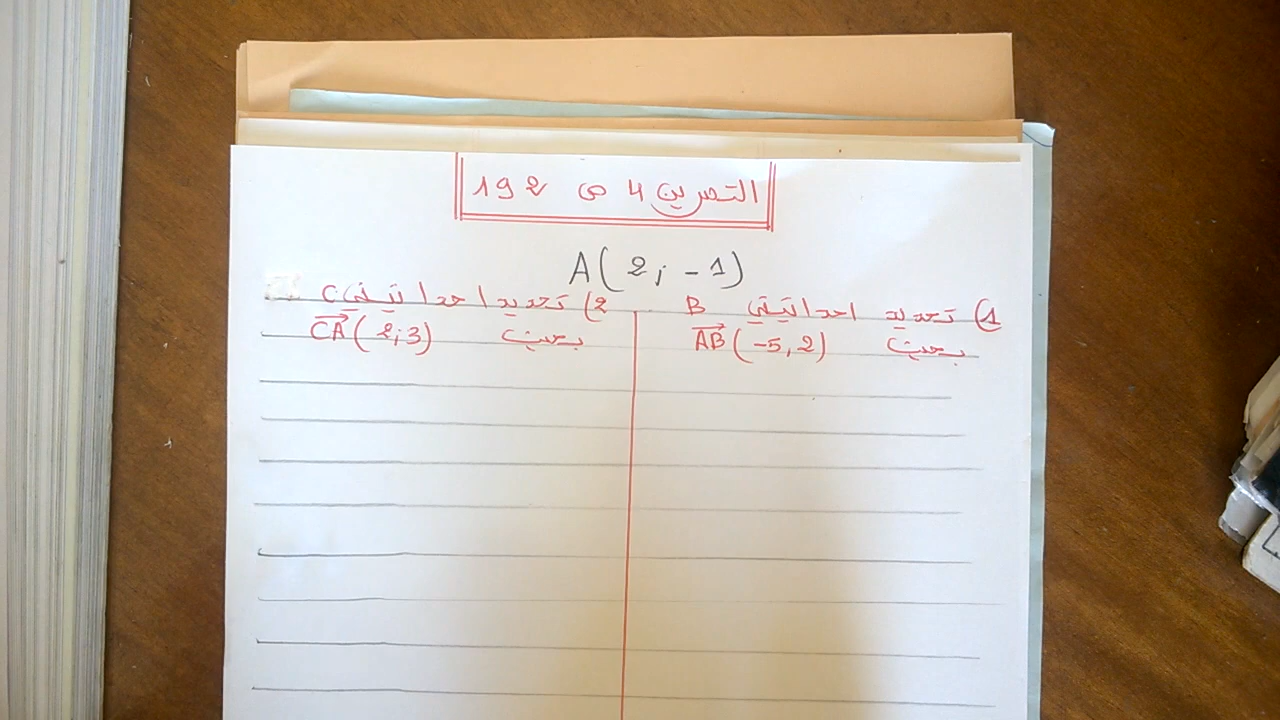 التمرين 4 ص 192
A(2; -1)
1) تحديد احداثيتي B
بحيث AB(-5, 2)
2) تحديد احداثيتي C
بحيث CA(2;3)